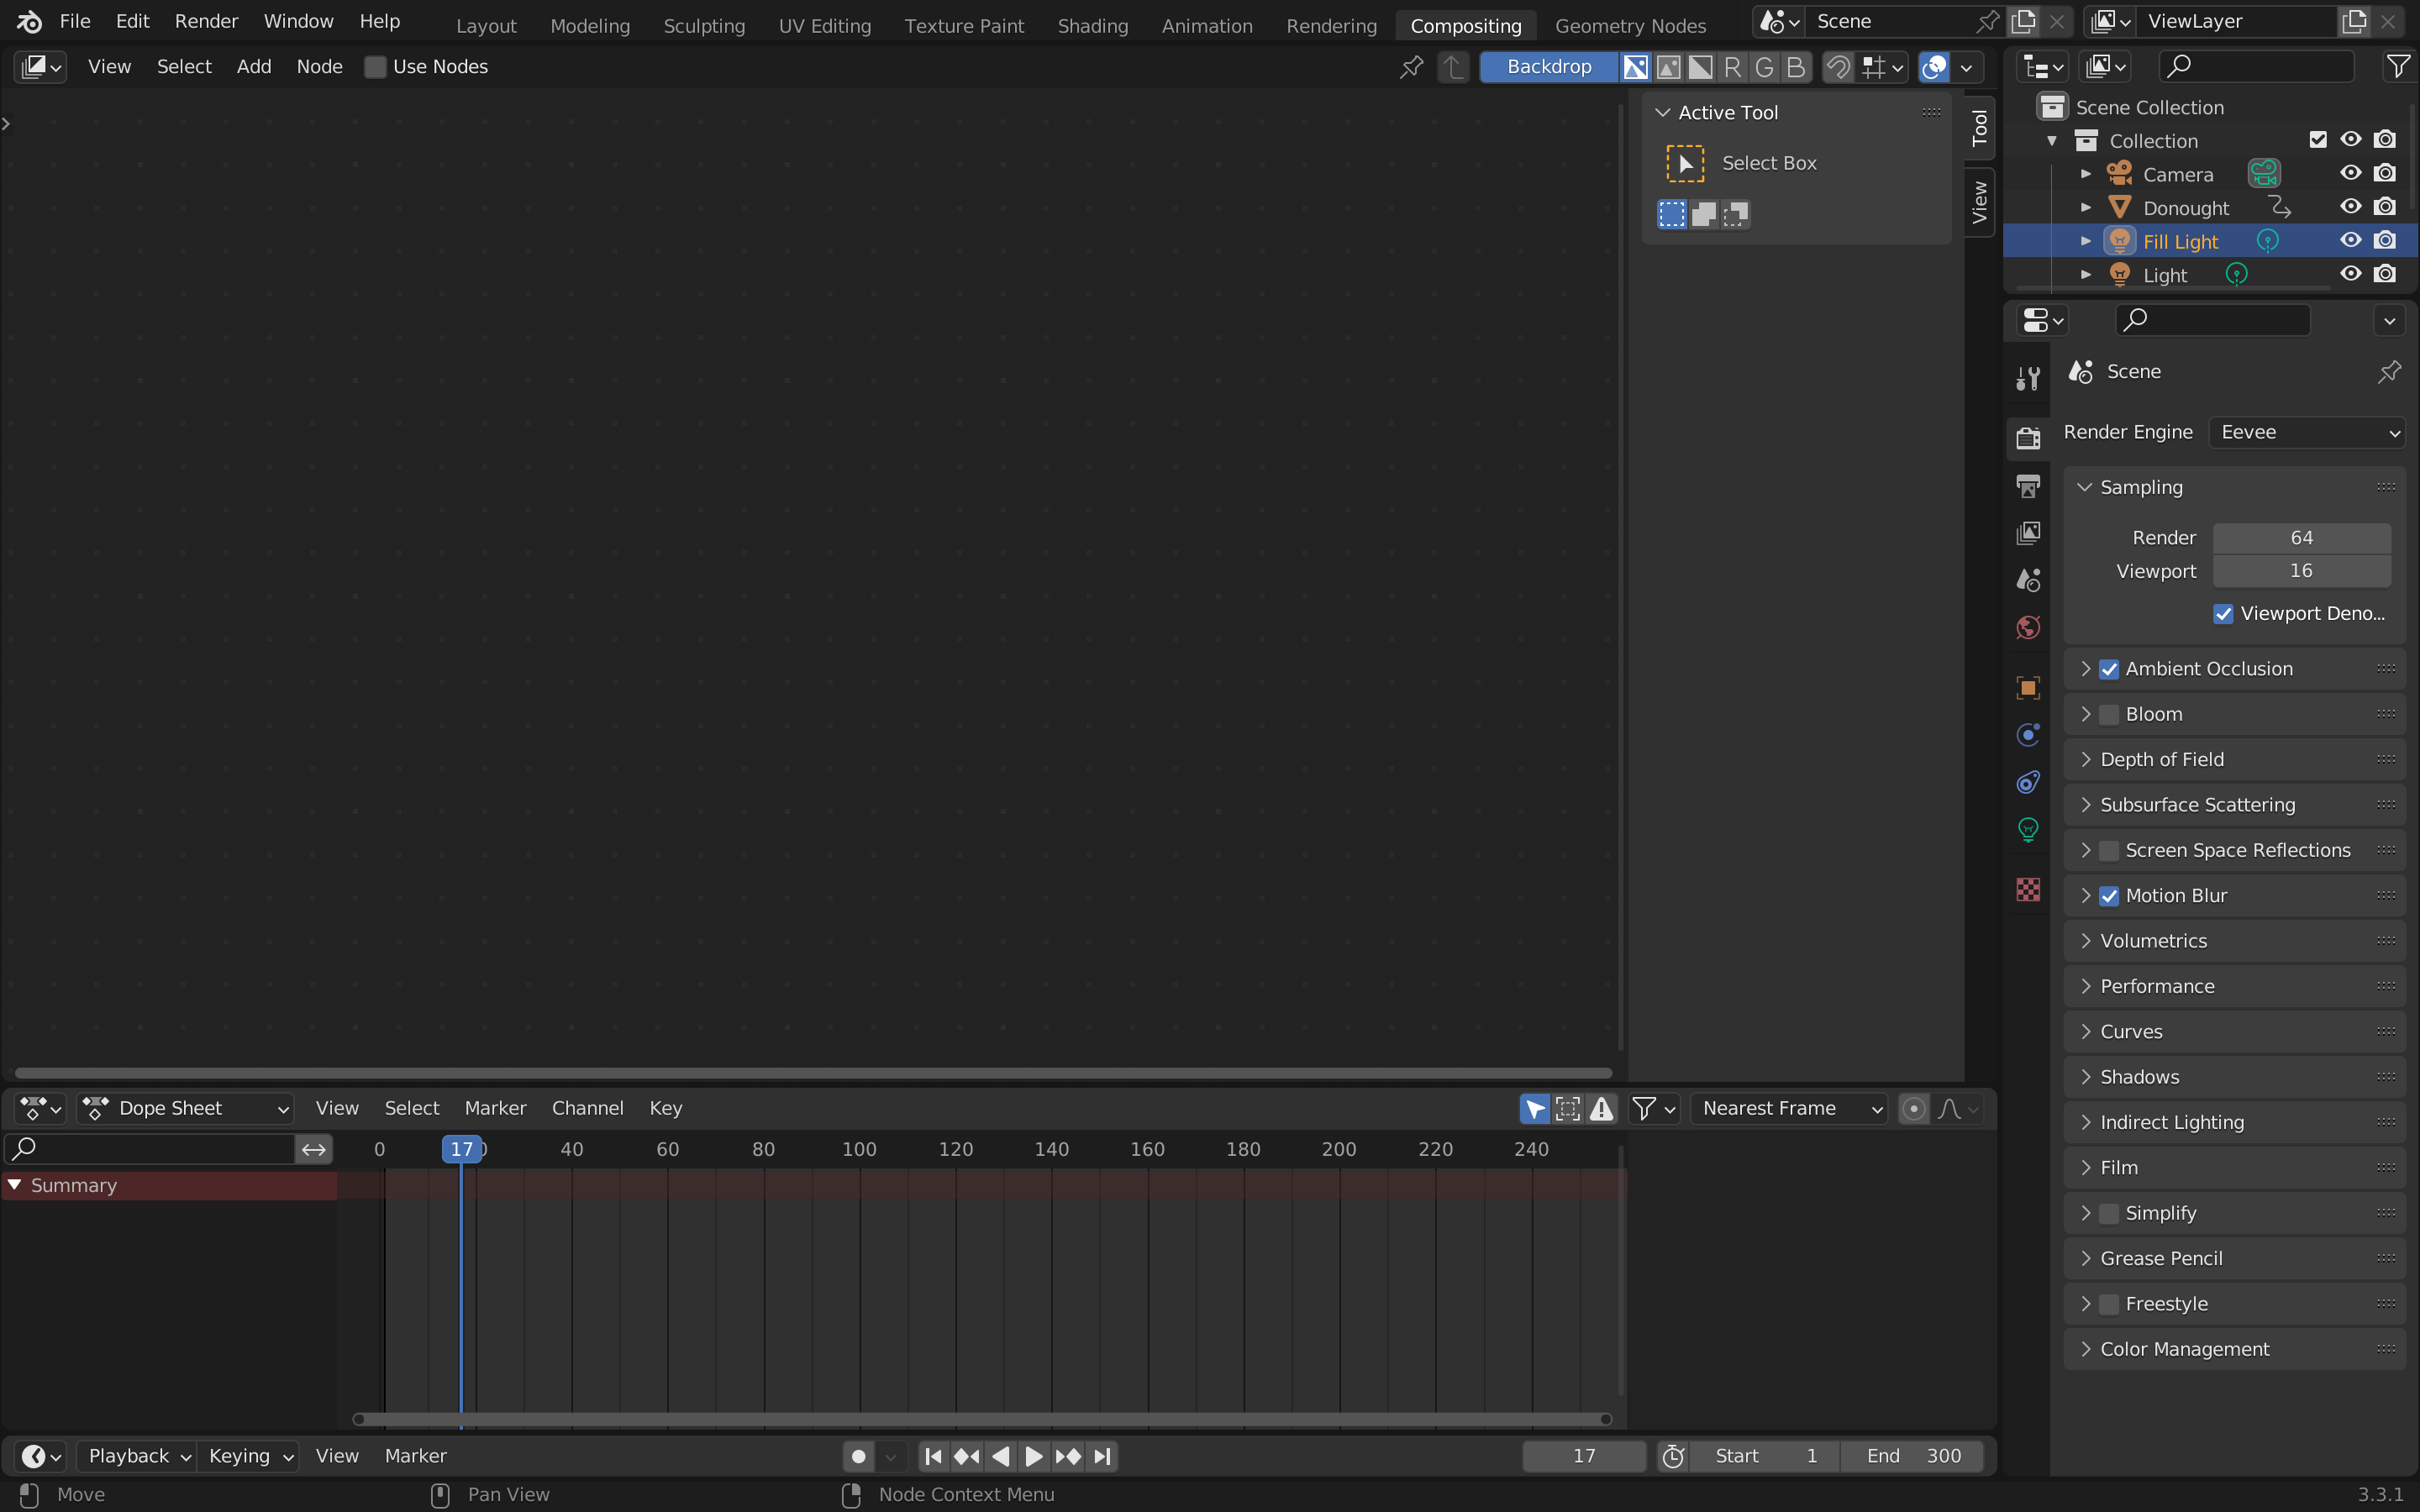 File Edit Render Window Help Layout Modeling Sculpting UV Editing Texture Paint Shading Animation Rendering Compositing Geometry Nodes Scene ViewLayer
View Select Add Node Use Nodes Backdrop R G B
Active Tool
Select Box
Tool
View
Scene Collection
Collection
Camera
Donought
Fill Light
Light
Scene
Render Engine Eevee
Sampling
Render 64
Viewport 16
Viewport Deno...
Ambient Occlusion
Bloom
Depth of Field
Subsurface Scattering
Screen Space Reflections
Motion Blur
Volumetrics
Performance
Curves
Shadows
Indirect Lighting
Film
Simplify
Grease Pencil
Freestyle
Color Management
Dope Sheet View Select Marker Channel Key Nearest Frame
0 17 40 60 80 100 120 140 160 180 200 220 240
Summary
Playback Keying View Marker 17 Start 1 End 300
Move Pan View Node Context Menu 3.3.1